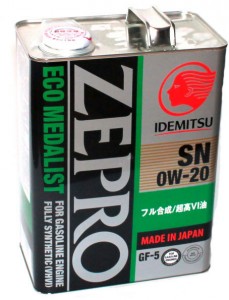 IDEMITSU
ZEPRO
ECO MEDALIST
FOR GASOLINE ENGINE
FULLY SYNTHETIC(VHVI)
SN
0W-20
フル合成/超高VI油
MADE IN JAPAN
GF-5